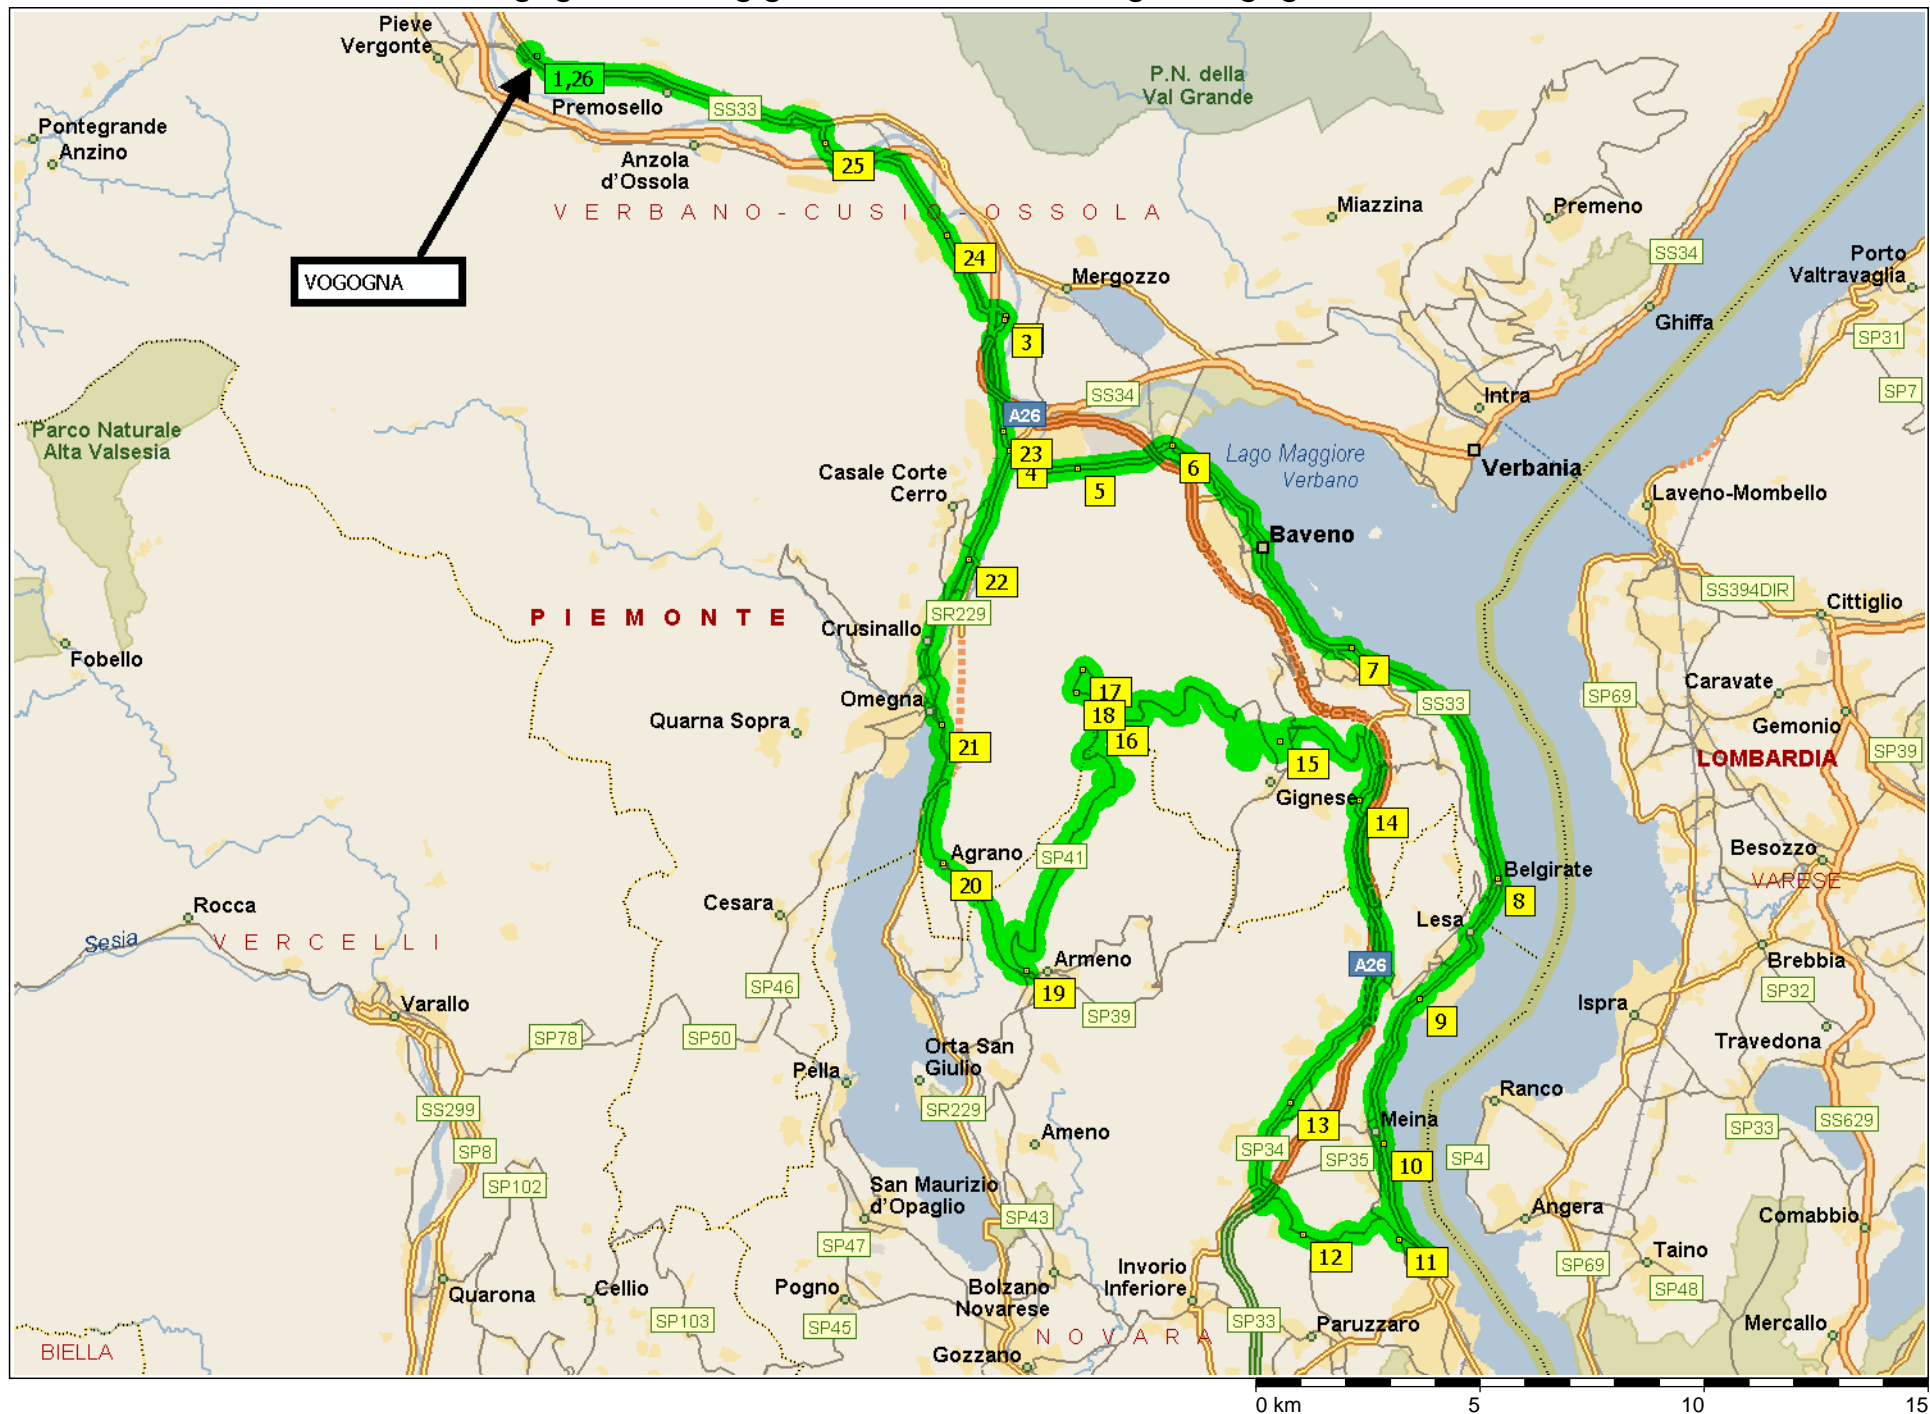 Pieve
Vergonte
1,26
Premosello
SS33
P.N. della
Val Grande
Pontegrande
Anzino
Anzola
d'Ossola
25
VERBANO-CUSIO-OSSOLA
Miazzina
Premeno
SS34
Porto
Valtravaglia
VOGOGNA
24
Mergozzo
Ghiffa
SP31
3
SS34
SP7
A26
Intra
Parco Naturale
Alta Valsesia
Lago Maggiore
Verbano
Verbania
23
4
5
6
Casale Corte
Cerro
Laveno-Mombello
Baveno
22
SS394DIR
Cittiglio
SR229
PIEMONTE
Crusinallo
Fobello
7
Caravate
SP69
Omegna
17
SS33
18
Gemonio
Quarna Sopra
16
21
15
SP39
LOMBARDIA
Gignese
14
Agrano
SP41
Besozzo
20
Belgirate
VARESE
8
Rocca
Cesara
Lesa
Sesia
VERCELLI
Armeno
A26
Brebbia
19
SP46
SP32
Varallo
SP39
9
Ispra
SP78
SP50
Travedona
Orta San
Giulio
Pella
Ranco
SS299
SR229
Meina
SS629
Ameno
13
SP33
SP8
SP34
SP35
10
SP4
SP102
San Maurizio
d'Opaglio
SP43
Angera
Comabbio
SP47
12
11
Taino
SP69
Invorio
Inferiore
Quarona
Cellio
Pogno
Bolzano
Novarese
SP48
SP103
SP45
NOVARA
SP33
Paruzzaro
Mercallo
BIELLA
Gozzano
0 km
5
10
15